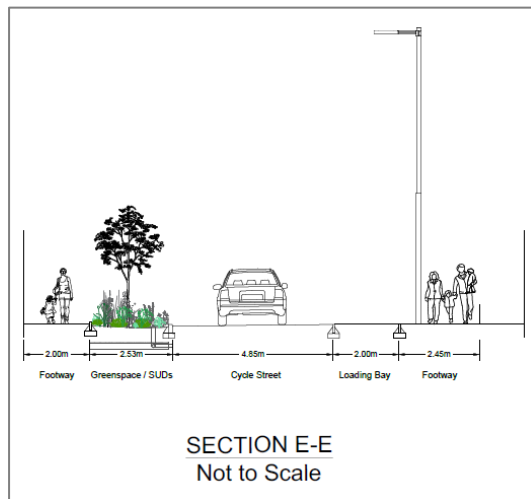 2.00m 2.53m 4.85m 2.00m 2.45m
Footway Greenspace / SUDs Cycle Street Loading Bay Footway
SECTION E-E
Not to Scale